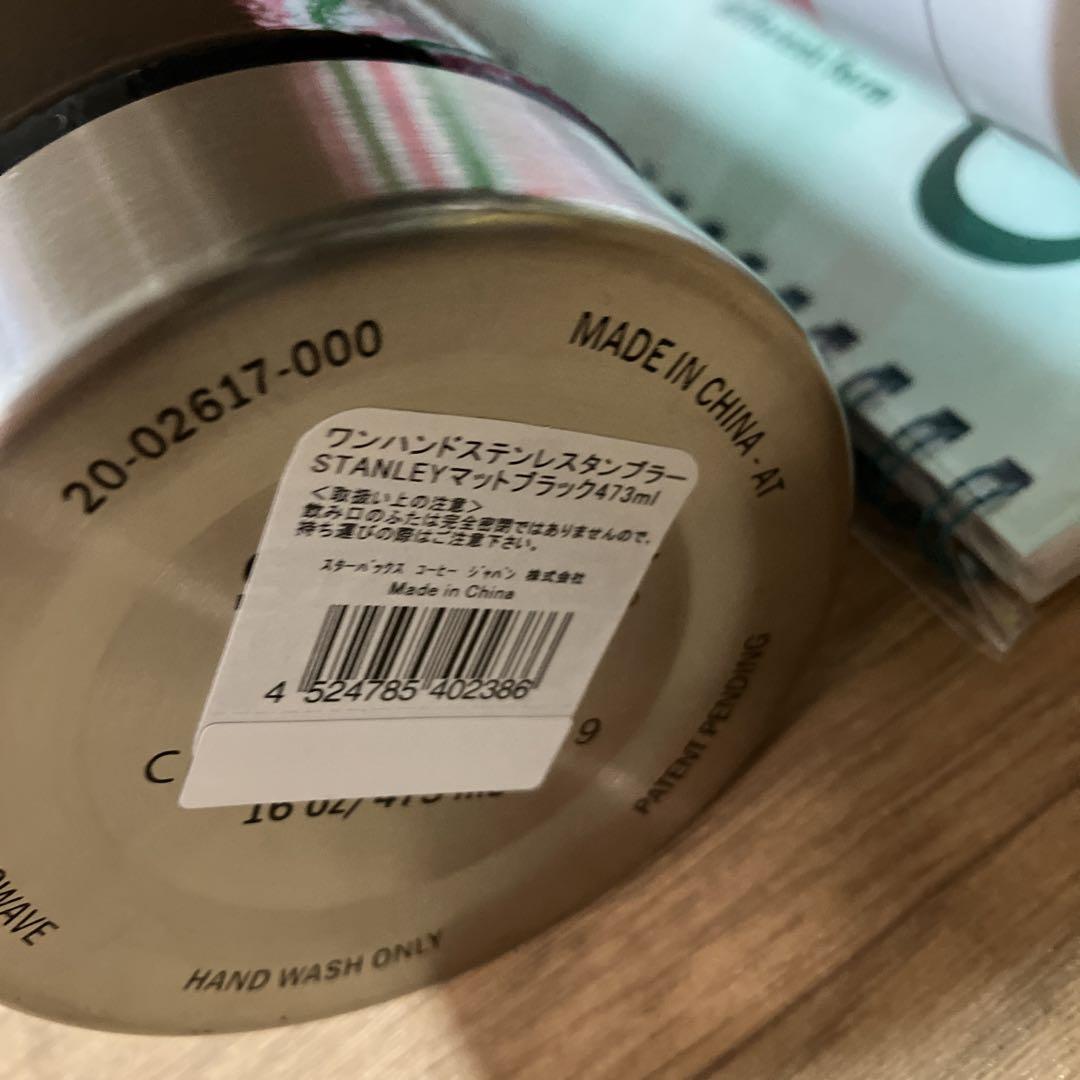 20-02617-000
MADE IN CHINA - AT
ワンハンドステンレスタンブラー
STANLEYマットブラック473ml
<取扱い上の注意>
飲み口のふたは完全密閉ではありませんので、
持ち運びの際はご注意下さい。
スターバックス コーヒー ジャパン 株式会社
Made in China
4 524785 402386
16 oz/
PATENT PENDING
HAND WASH ONLY